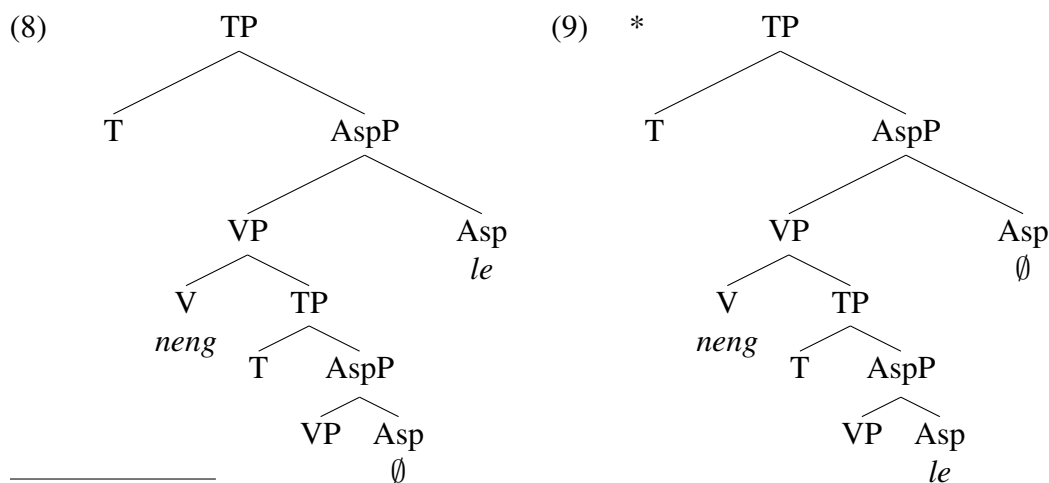 (8) TP (9) * TP
T AspP T AspP
VP Asp VP Asp
le ∅
V TP V TP
neng neng
T AspP T AspP
VP Asp VP Asp
∅ le